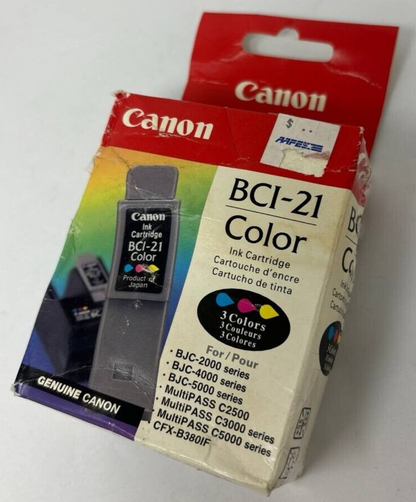 Canon
Canon
$
BCI-21
Color
Ink Cartridge
Cartouche d'encre
Cartucho de tinta
3 Colors
3 Couleurs
3 Colores
For / Pour
· BJC-2000 series
· BJC-4000 series
· BJC-5000 series
· MultiPASS C2500
· MultiPASS C3000 series
· MultiPASS C5000 series
CFX-B380IF
Canon
Ink
Cartridge
BCI-21
Color
Product of
Japan
GENUINE CANON